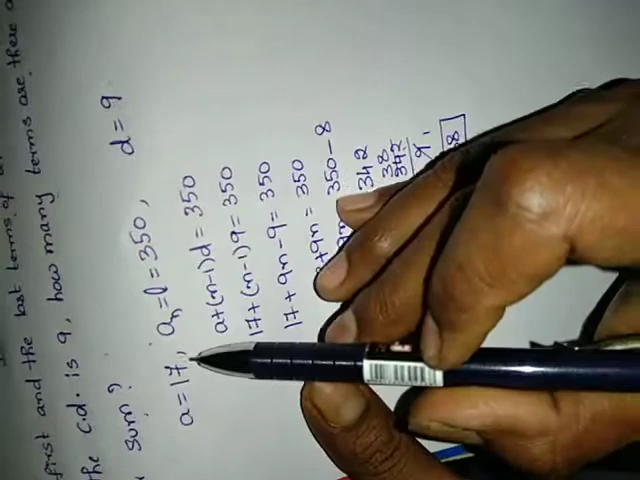 first and the last terms of
the c.d. is 9, how many terms are there
sum?
a=17, an=l=350, d=9
a+(n-1)d=350
17+(n-1)9=350
17+9n-9=350
+9n=350
350-8
342
38
342
9